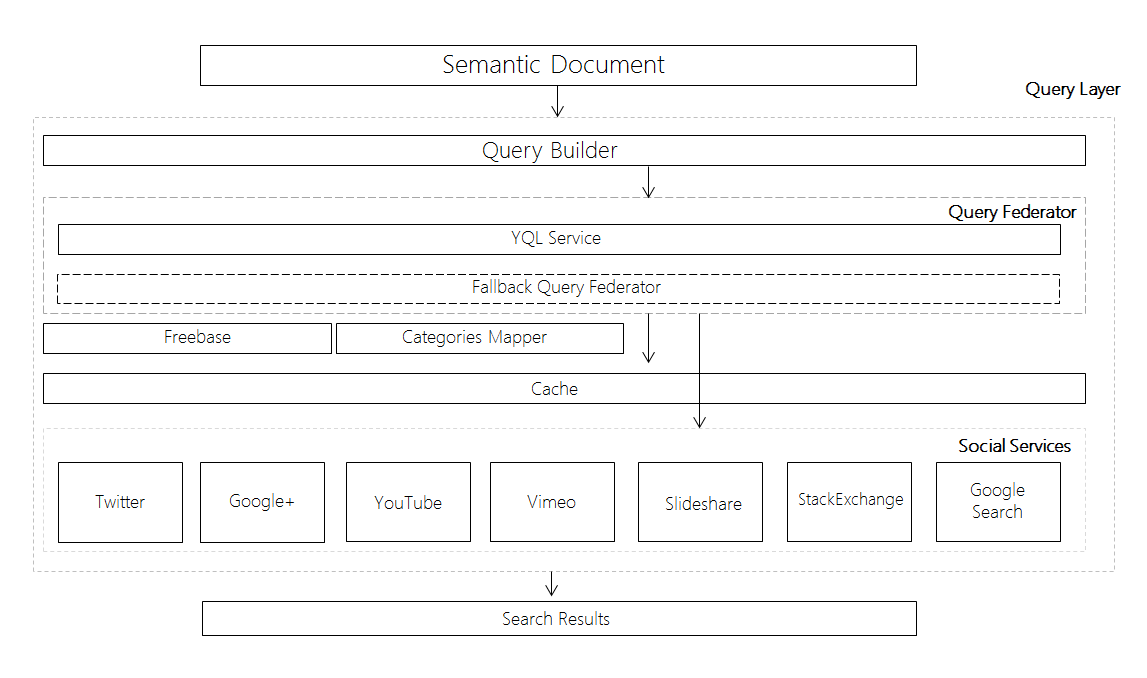 Semantic Document
Query Layer
Query Builder
Query Federator
YQL Service
Fallback Query Federator
Freebase
Categories Mapper
Cache
Social Services
Twitter
Google+
YouTube
Vimeo
Slideshare
StackExchange
Google
Search
Search Results